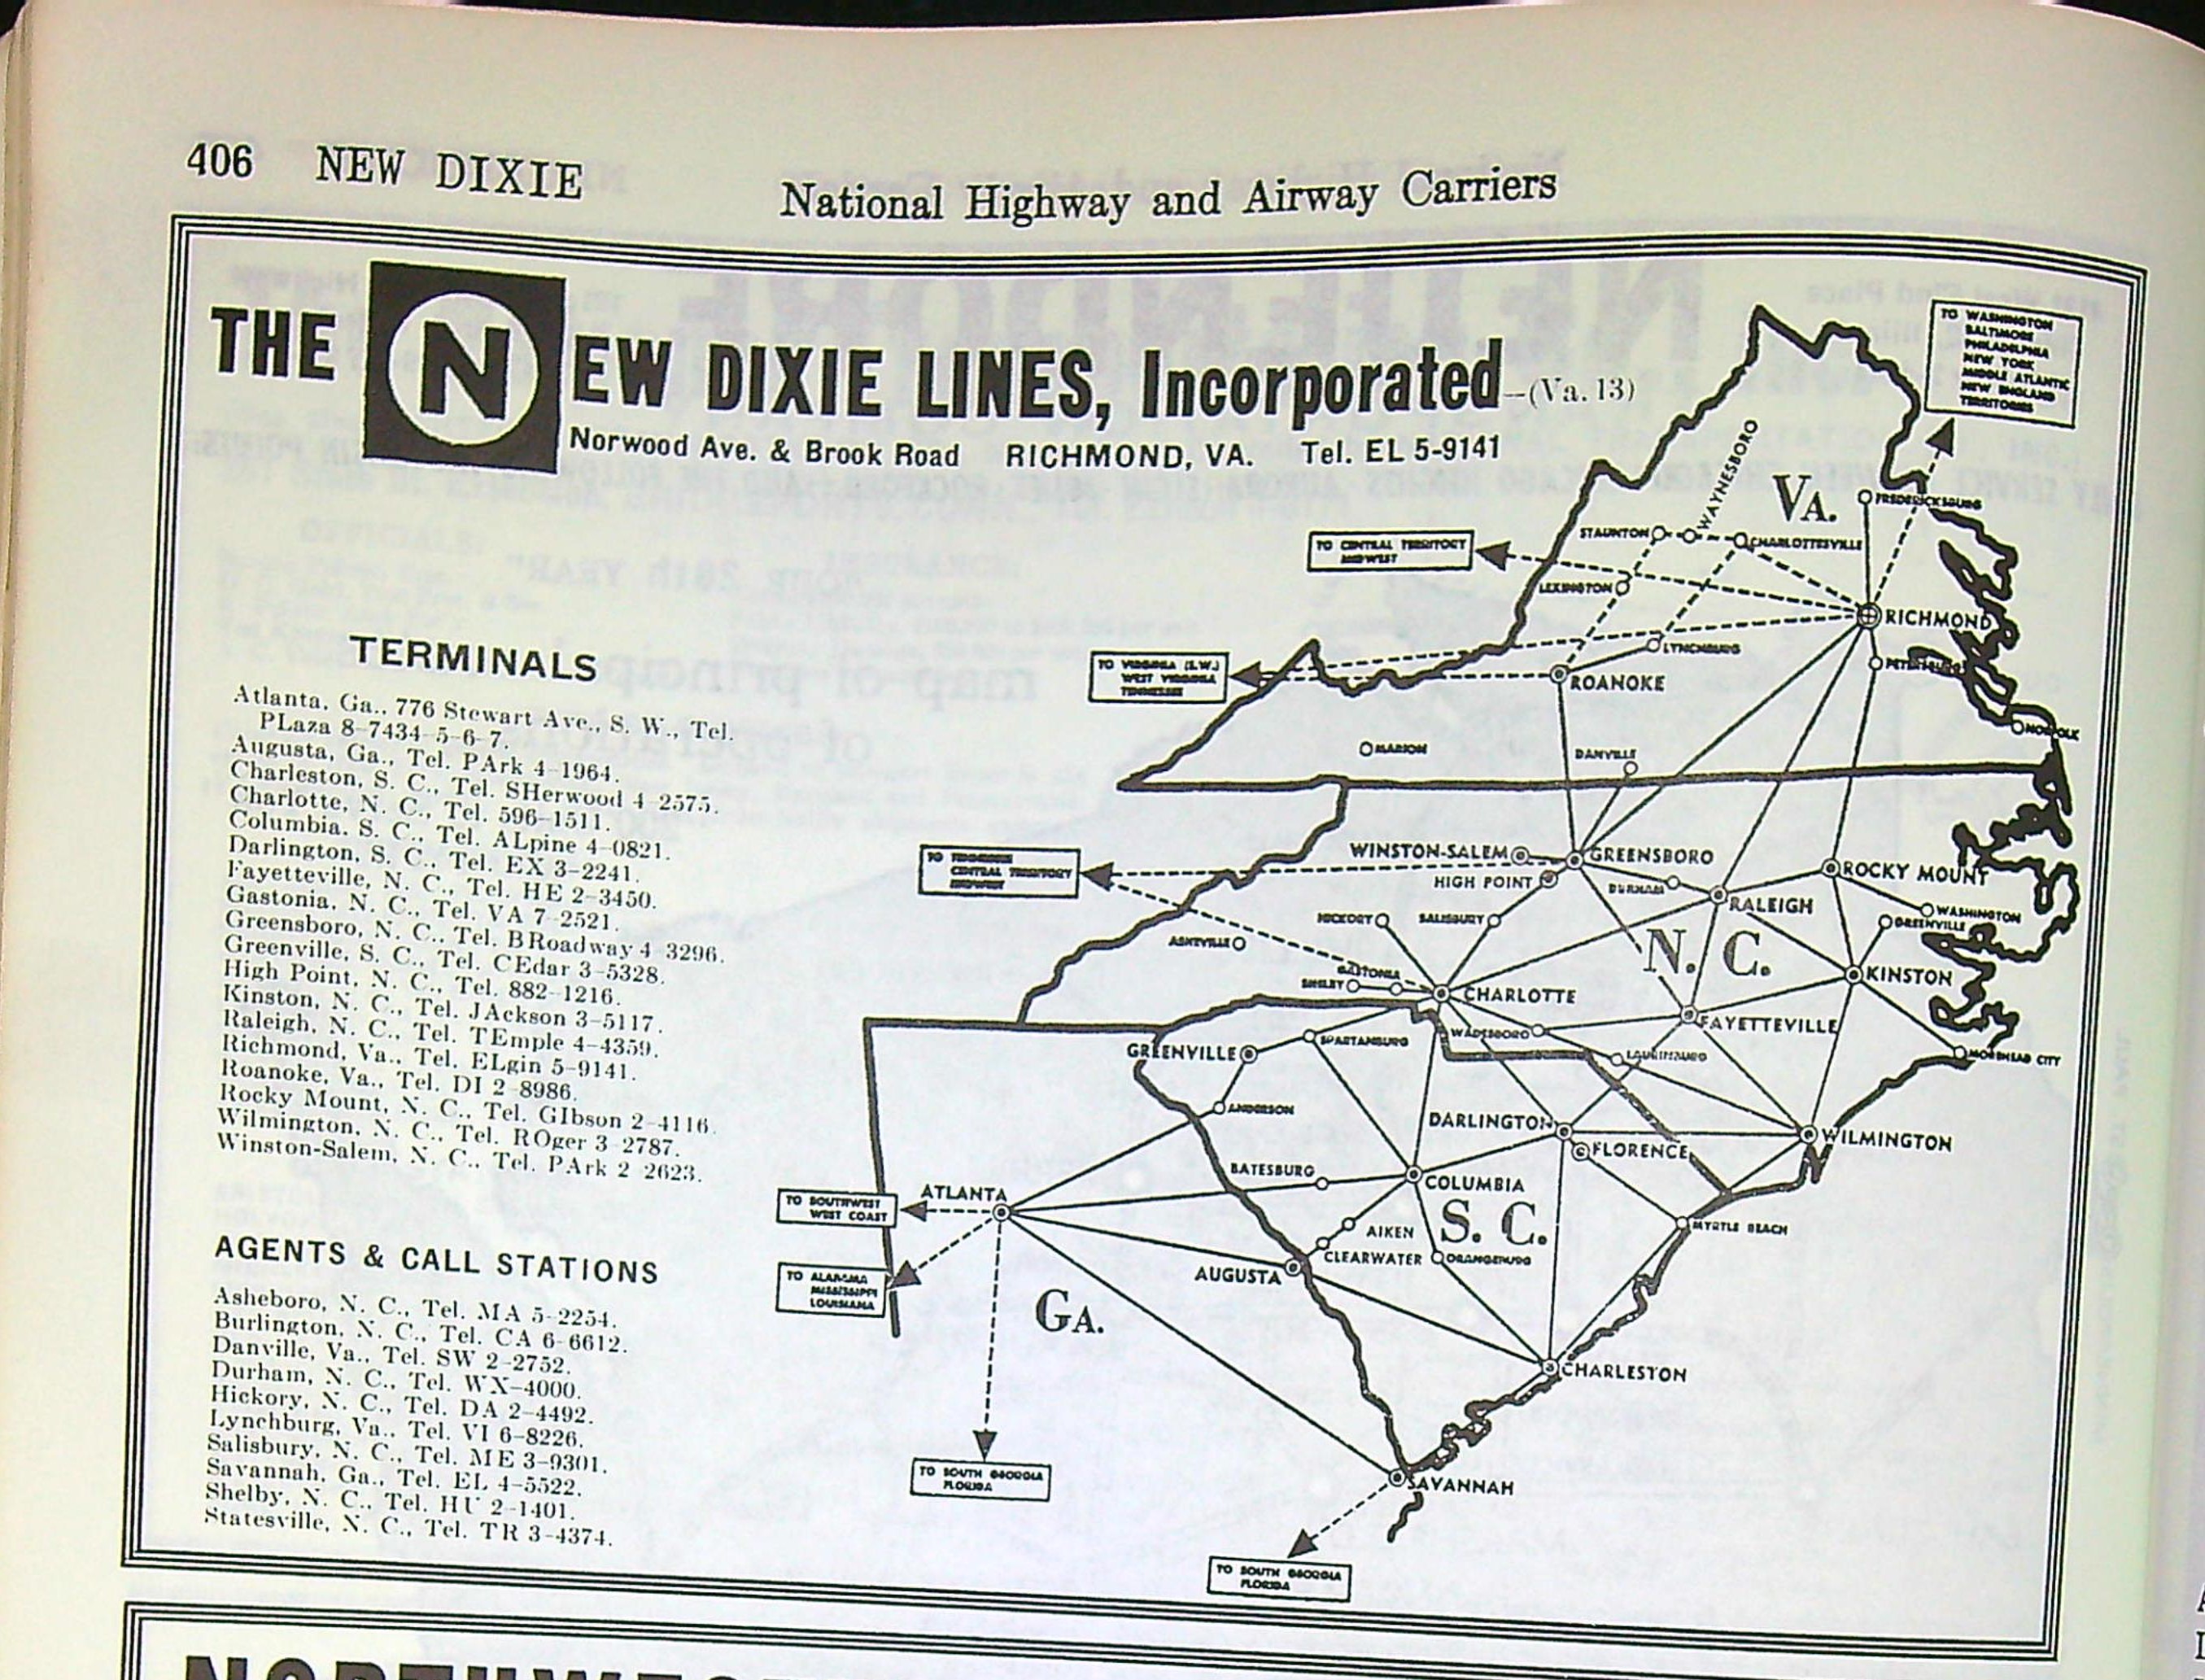 406 NEW DIXIE
National Highway and Airway Carriers
THE NEW DIXIE LINES, Incorporated—(Va. 13)
Norwood Ave. & Brook Road RICHMOND, VA. Tel. EL 5-9141
TERMINALS
Atlanta, Ga., 776 Stewart Ave., S. W., Tel.
PLaza 8-7434-5-6-7.
Augusta, Ga., Tel. PArk 4-1964.
Charleston, S. C., Tel. SHerwood 4-2575.
Charlotte, N. C., Tel. 596-1511.
Columbia, S. C., Tel. ALpine 4-0821.
Darlington, S. C., Tel. EX 3-2241.
Fayetteville, N. C., Tel. HE 2-3450.
Gastonia, N. C., Tel. VA 7-2521.
Greensboro, N. C., Tel. BRoadway 4-3296.
Greenville, S. C., Tel. CEdar 3-5328.
High Point, N. C., Tel. 882-1216.
Kinston, N. C., Tel. JAckson 3-5117.
Raleigh, N. C., Tel. TEmple 4-4359.
Richmond, Va., Tel. ELgin 5-9141.
Roanoke, Va., Tel. DI 2-8986.
Rocky Mount, N. C., Tel. GIbson 2-4116.
Wilmington, N. C., Tel. ROger 3-2787.
Winston-Salem, N. C., Tel. PArk 2-2623.
AGENTS & CALL STATIONS
Asheboro, N. C., Tel. MA 5-2254.
Burlington, N. C., Tel. CA 6-6612.
Danville, Va., Tel. SW 2-2752.
Durham, N. C., Tel. WX-4000.
Hickory, N. C., Tel. DA 2-4492.
Lynchburg, Va., Tel. VI 6-8226.
Salisbury, N. C., Tel. ME 3-9301.
Savannah, Ga., Tel. EL 4-5522.
Shelby, N. C., Tel. HU 2-1401.
Statesville, N. C., Tel. TR 3-4374.
TO WASHINGTON
BALTIMORE
PHILADELPHIA
NEW YORK
MIDDLE ATLANTIC
NEW ENGLAND
TERRITORIES
WAYNESBORO
VA.
FREDERICKSBURG
STAUNTON
CHARLOTTESVILLE
TO CENTRAL TERRITORY
MIDWEST
LEXINGTON
RICHMOND
LYNCHBURG
PETERSBURG
TO VIRGINIA (S.W.)
WEST VIRGINIA
TENNESSEE
ROANOKE
NORFOLK
MARION
DANVILLE
WINSTON-SALEM
GREENSBORO
TO TENNESSEE
CENTRAL TERRITORY
MIDWEST
HIGH POINT
DURHAM
ROCKY MOUNT
RALEIGH
HICKORY
SALISBURY
WASHINGTON
GREENVILLE
ASHEVILLE
N. C.
GASTONIA
SHELBY
CHARLOTTE
KINSTON
WADESBORO
FAYETTEVILLE
GREENVILLE
SPARTANBURG
LAURINBURG
MOREHEAD CITY
ANDERSON
DARLINGTON
WILMINGTON
FLORENCE
BATESBURG
COLUMBIA
TO SOUTHWEST
WEST COAST
ATLANTA
AIKEN
S. C.
MYRTLE BEACH
CLEARWATER
ORANGEBURG
TO ALABAMA
MISSISSIPPI
LOUISIANA
AUGUSTA
GA.
CHARLESTON
TO SOUTH GEORGIA
FLORIDA
SAVANNAH
TO SOUTH GEORGIA
FLORIDA